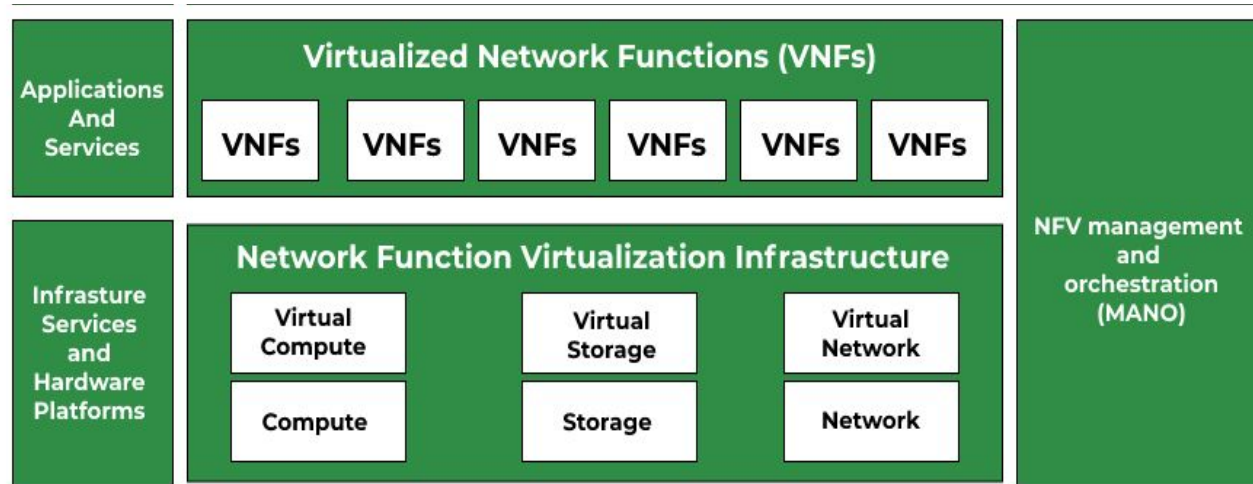 Applications
And
Services
Virtualized Network Functions (VNFs)
VNFs VNFs VNFs VNFs VNFs VNFs
Infrasture
Services
and
Hardware
Platforms
Network Function Virtualization Infrastructure
Virtual
Compute
Virtual
Storage
Virtual
Network
Compute
Storage
Network
NFV management
and
orchestration
(MANO)